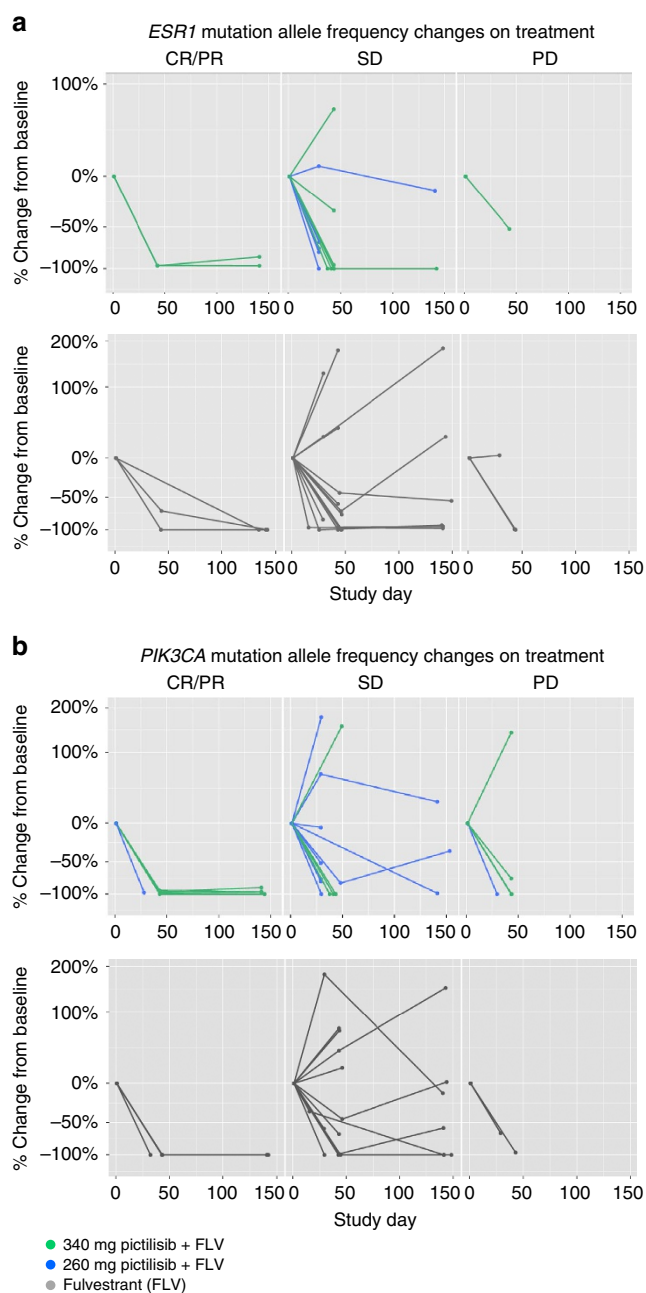 a
ESR1 mutation allele frequency changes on treatment
CR/PR SD PD
% Change from baseline
100%
0%
−50%
−100%
0 50 100 150 0 50 100 150 0 50 100 150
% Change from baseline
200%
100%
0%
−50%
−100%
0 50 100 150 0 50 100 150 0 50 100 150
Study day
b
PIK3CA mutation allele frequency changes on treatment
CR/PR SD PD
% Change from baseline
200%
100%
0%
−50%
−100%
0 50 100 150 0 50 100 150 0 50 100 150
% Change from baseline
200%
100%
0%
−50%
−100%
0 50 100 150 0 50 100 150 0 50 100 150
Study day
340 mg pictilisib + FLV
260 mg pictilisib + FLV
Fulvestrant (FLV)